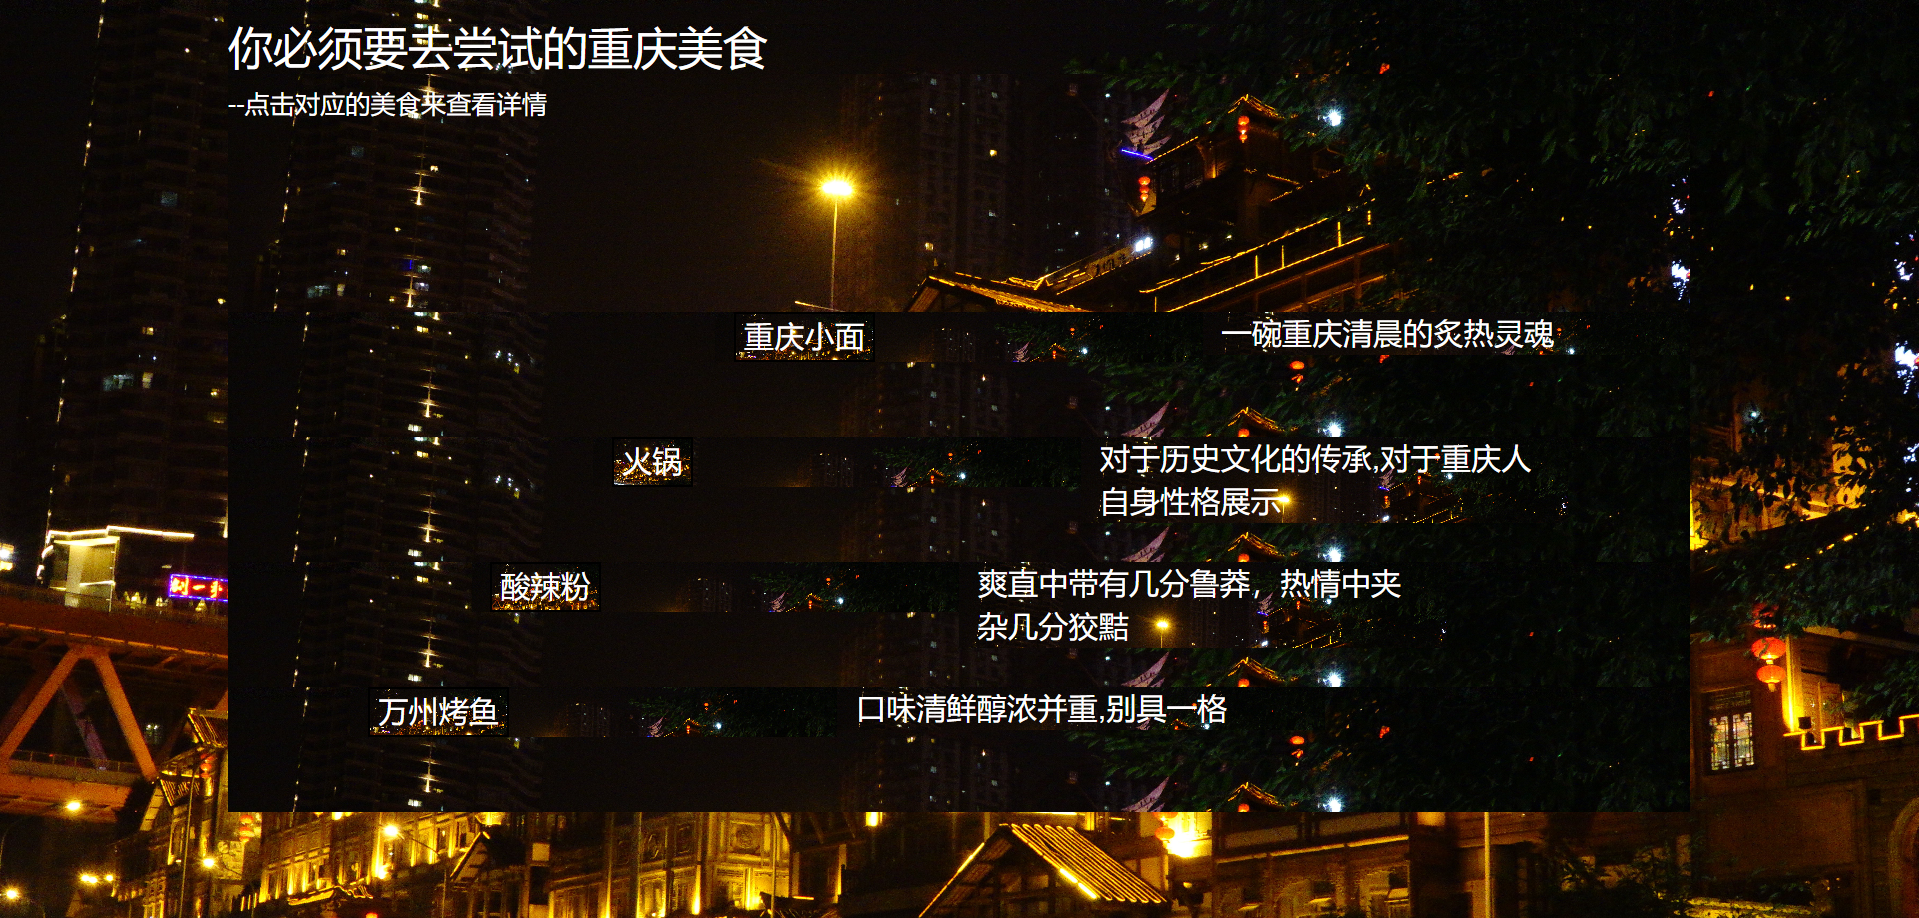 你必须要去尝试的重庆美食
--点击对应的美食来查看详情
重庆小面
一碗重庆清晨的炙热灵魂
火锅
对于历史文化的传承,对于重庆人
自身性格展示
酸辣粉
爽直中带有几分鲁莽，热情中夹
杂几分狡黠
万州烤鱼
口味清鲜醇浓并重,别具一格